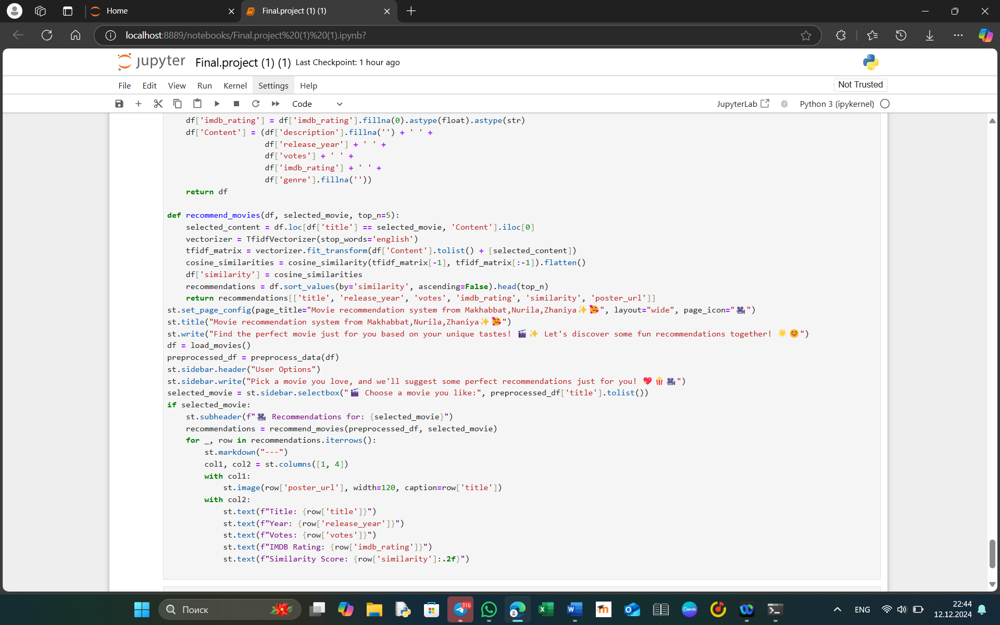 Home
Final.project (1) (1)
localhost:8889/notebooks/Final.project%20(1)%20(1).ipynb?
jupyter Final.project (1) (1) Last Checkpoint: 1 hour ago
File Edit View Run Kernel Settings Help
Not Trusted
Code
JupyterLab
Python 3 (ipykernel)
df['imdb_rating'] = df['imdb_rating'].fillna(0).astype(float).astype(str)
df['Content'] = (df['description'].fillna('') + ' ' +
df['release_year'] + ' ' +
df['votes'] + ' ' +
df['imdb_rating'] + ' ' +
df['genre'].fillna(''))
return df
def recommend_movies(df, selected_movie, top_n=5):
selected_content = df.loc[df['title'] == selected_movie, 'Content'].iloc[0]
vectorizer = TfidfVectorizer(stop_words='english')
tfidf_matrix = vectorizer.fit_transform(df['Content'].tolist() + [selected_content])
cosine_similarities = cosine_similarity(tfidf_matrix[-1], tfidf_matrix[:-1]).flatten()
df['similarity'] = cosine_similarities
recommendations = df.sort_values(by='similarity', ascending=False).head(top_n)
return recommendations[['title', 'release_year', 'votes', 'imdb_rating', 'similarity', 'poster_url']]
st.set_page_config(page_title="Movie recommendation system from Makhabbat,Nurila,Zhaniya✨🥰", layout="wide", page_icon="🎥")
st.title("Movie recommendation system from Makhabbat,Nurila,Zhaniya✨🥰")
st.write("Find the perfect movie just for you based on your unique tastes! 🎬✨ Let's discover some fun recommendations together! 🌟😊")
df = load_movies()
preprocessed_df = preprocess_data(df)
st.sidebar.header("User Options")
st.sidebar.write("Pick a movie you love, and we'll suggest some perfect recommendations just for you! 💖🍿🎥")
selected_movie = st.sidebar.selectbox("🎬 Choose a movie you like:", preprocessed_df['title'].tolist())
if selected_movie:
st.subheader(f"🎥 Recommendations for: {selected_movie}")
recommendations = recommend_movies(preprocessed_df, selected_movie)
for _, row in recommendations.iterrows():
st.markdown("---")
col1, col2 = st.columns([1, 4])
with col1:
st.image(row['poster_url'], width=120, caption=row['title'])
with col2:
st.text(f"Title: {row['title']}")
st.text(f"Year: {row['release_year']}")
st.text(f"Votes: {row['votes']}")
st.text(f"IMDB Rating: {row['imdb_rating']}")
st.text(f"Similarity Score: {row['similarity']:.2f}")
Поиск
316
Canva
ENG
22:44
12.12.2024